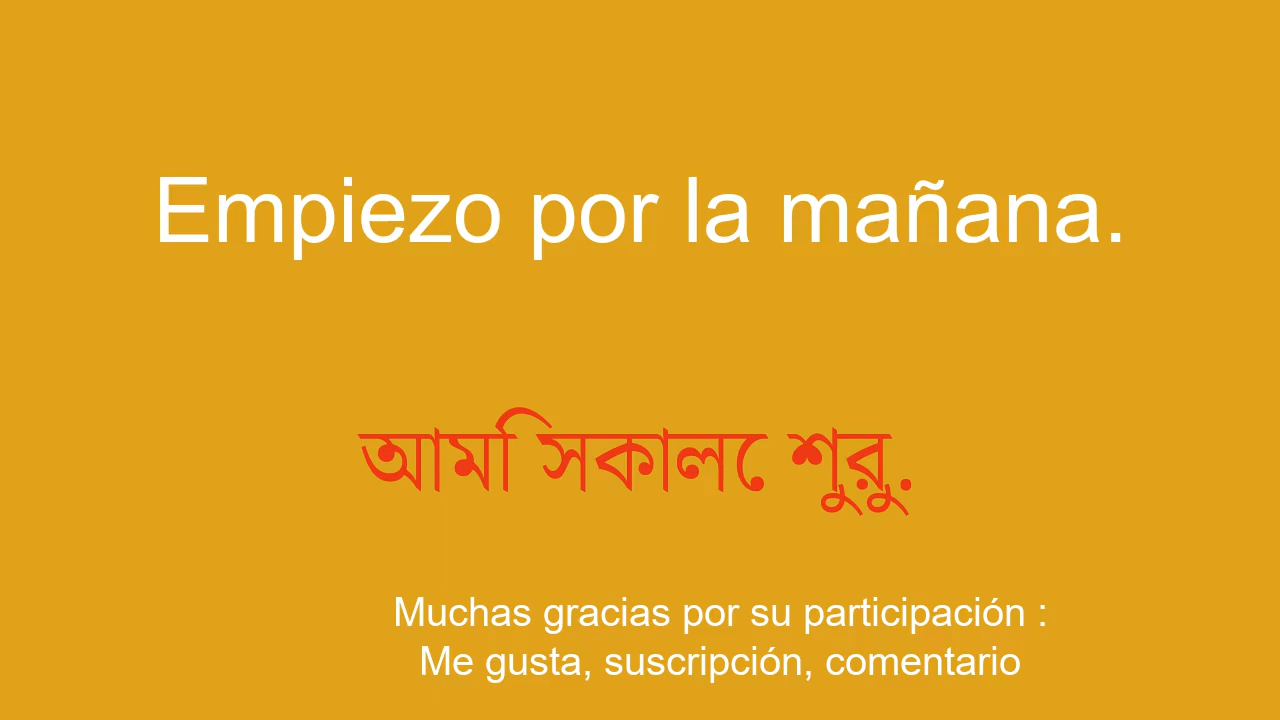 Empiezo por la mañana.
আমি সকালে শুরু.
Muchas gracias por su participación :
Me gusta, suscripción, comentario